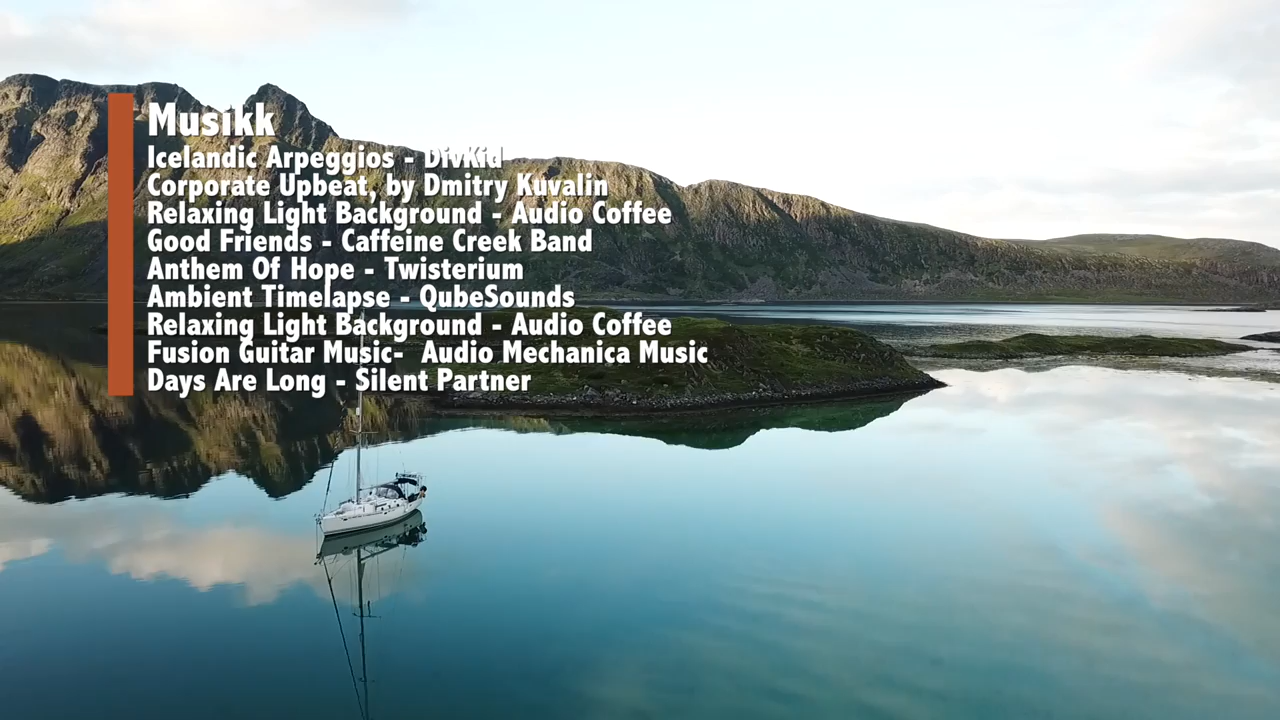 Musikk
Icelandic Arpeggios - DivKid
Corporate Upbeat, by Dmitry Kuvalin
Relaxing Light Background - Audio Coffee
Good Friends - Caffeine Creek Band
Anthem Of Hope - Twisterium
Ambient Timelapse - QubeSounds
Relaxing Light Background - Audio Coffee
Fusion Guitar Music-  Audio Mechanica Music
Days Are Long - Silent Partner